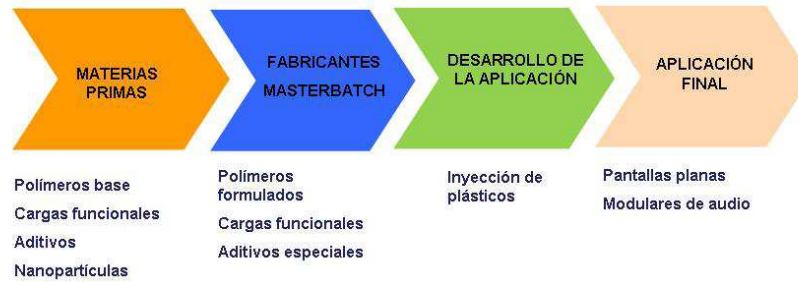 MATERIAS
PRIMAS
Polímeros base
Cargas funcionales
Aditivos
Nanopartículas
FABRICANTES
MASTERBATCH
Polímeros
formulados
Cargas funcionales
Aditivos especiales
DESARROLLO DE
LA APLICACIÓN
Inyección de
plásticos
APLICACIÓN
FINAL
Pantallas planas
Modulares de audio